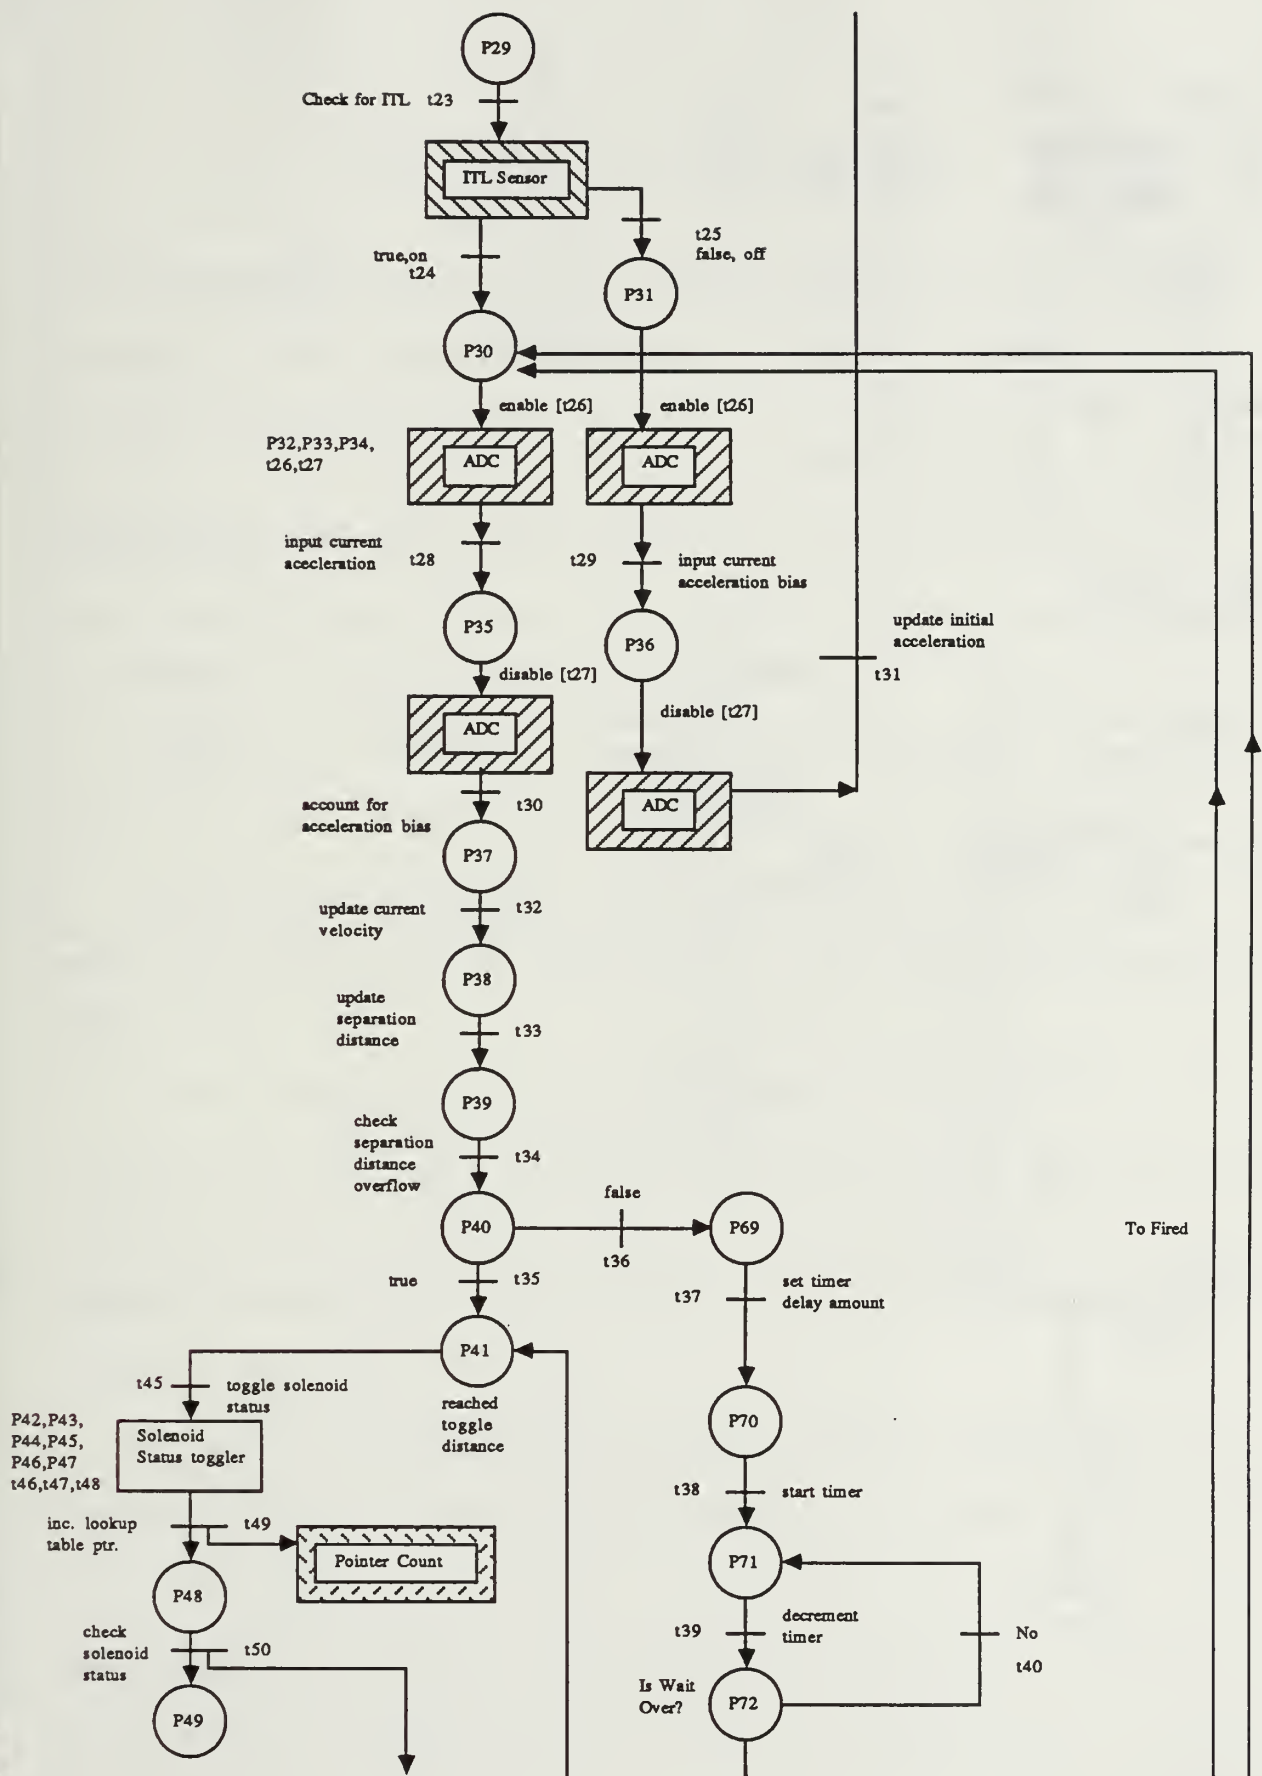 P29
Check for ITL t23
ITL Sensor
t25
false, off
true,on
t24
P31
P30
enable [t26]
enable [t26]
P32,P33,P34,
t26,t27
ADC
ADC
input current
acecleration
t28
t29
input current
acceleration bias
P35
P36
update initial
acceleration
t31
disable [t27]
disable [t27]
ADC
ADC
account for
acceleration bias
t30
P37
update current
velocity
t32
P38
update
separation
distance
t33
P39
check
separation
distance
overflow
t34
false
P40
P69
To Fired
t36
true
t35
t37
set timer
delay amount
P41
t45
toggle solenoid
status
reached
toggle
distance
P70
P42,P43,
P44,P45,
P46,P47
t46,t47,t48
Solenoid
Status toggler
t38
start timer
inc. lookup
table ptr.
t49
Pointer Count
P71
P48
t39
decrement
timer
No
t40
check
solenoid
status
t50
Is Wait
Over?
P72
P49